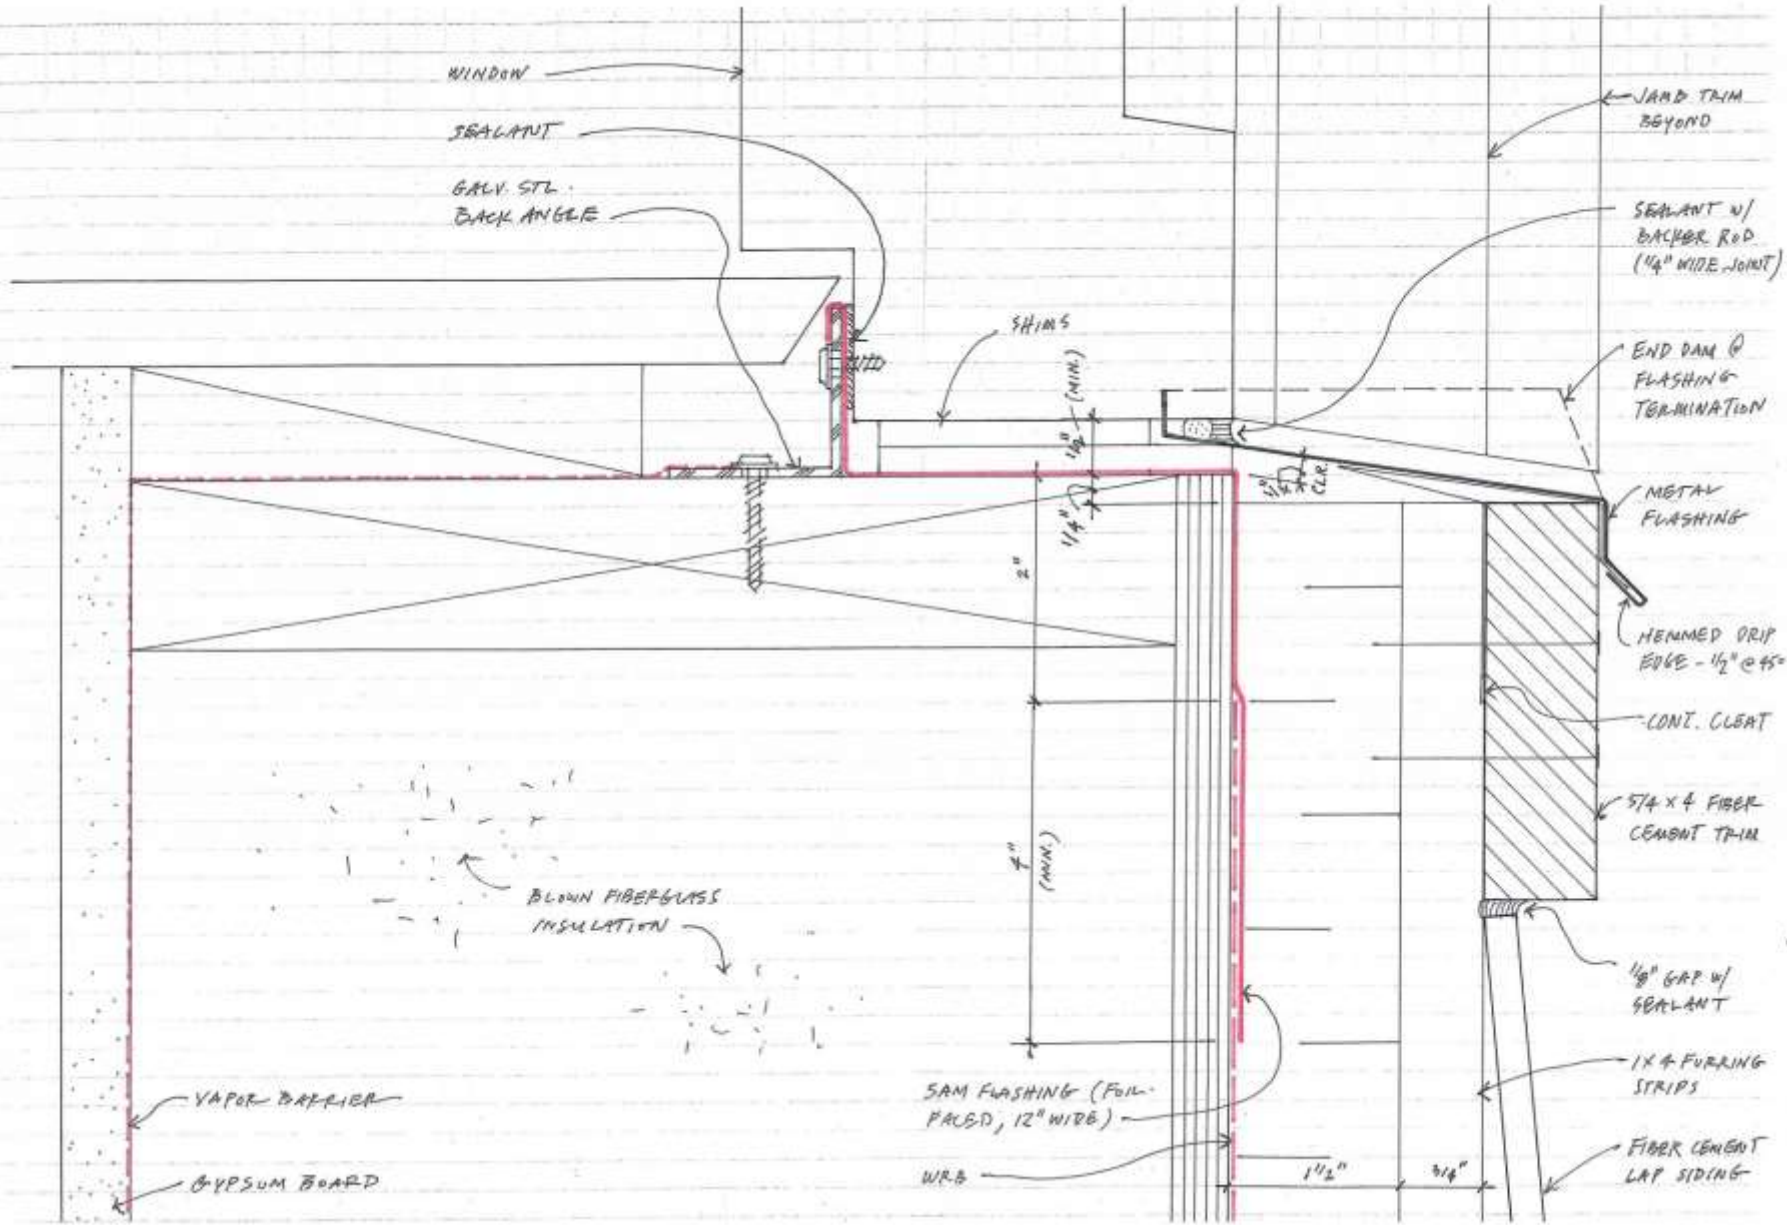 WINDOW
SEALANT
GALV. STL.
BACK ANGLE
SHIMS
1/2" (MIN.)
1/4"
2"
4"
(MIN.)
CLR.
JAMB TRIM
BEYOND
SEALANT W/
BACKER ROD
(1/4" WIDE JOINT)
END DAM @
FLASHING
TERMINATION
METAL
FLASHING
HEMMED DRIP
EDGE - 1/2" @ 45°
CONT. CLEAT
5/4 X 4 FIBER
CEMENT TRIM
1/8" GAP W/
SEALANT
1X4 FURRING
STRIPS
FIBER CEMENT
LAP SIDING
BLOWN FIBERGLASS
INSULATION
VAPOR BARRIER
GYPSUM BOARD
SAM FLASHING (FOIL-
FACED, 12" WIDE)
WRB
1 1/2"
3/4"